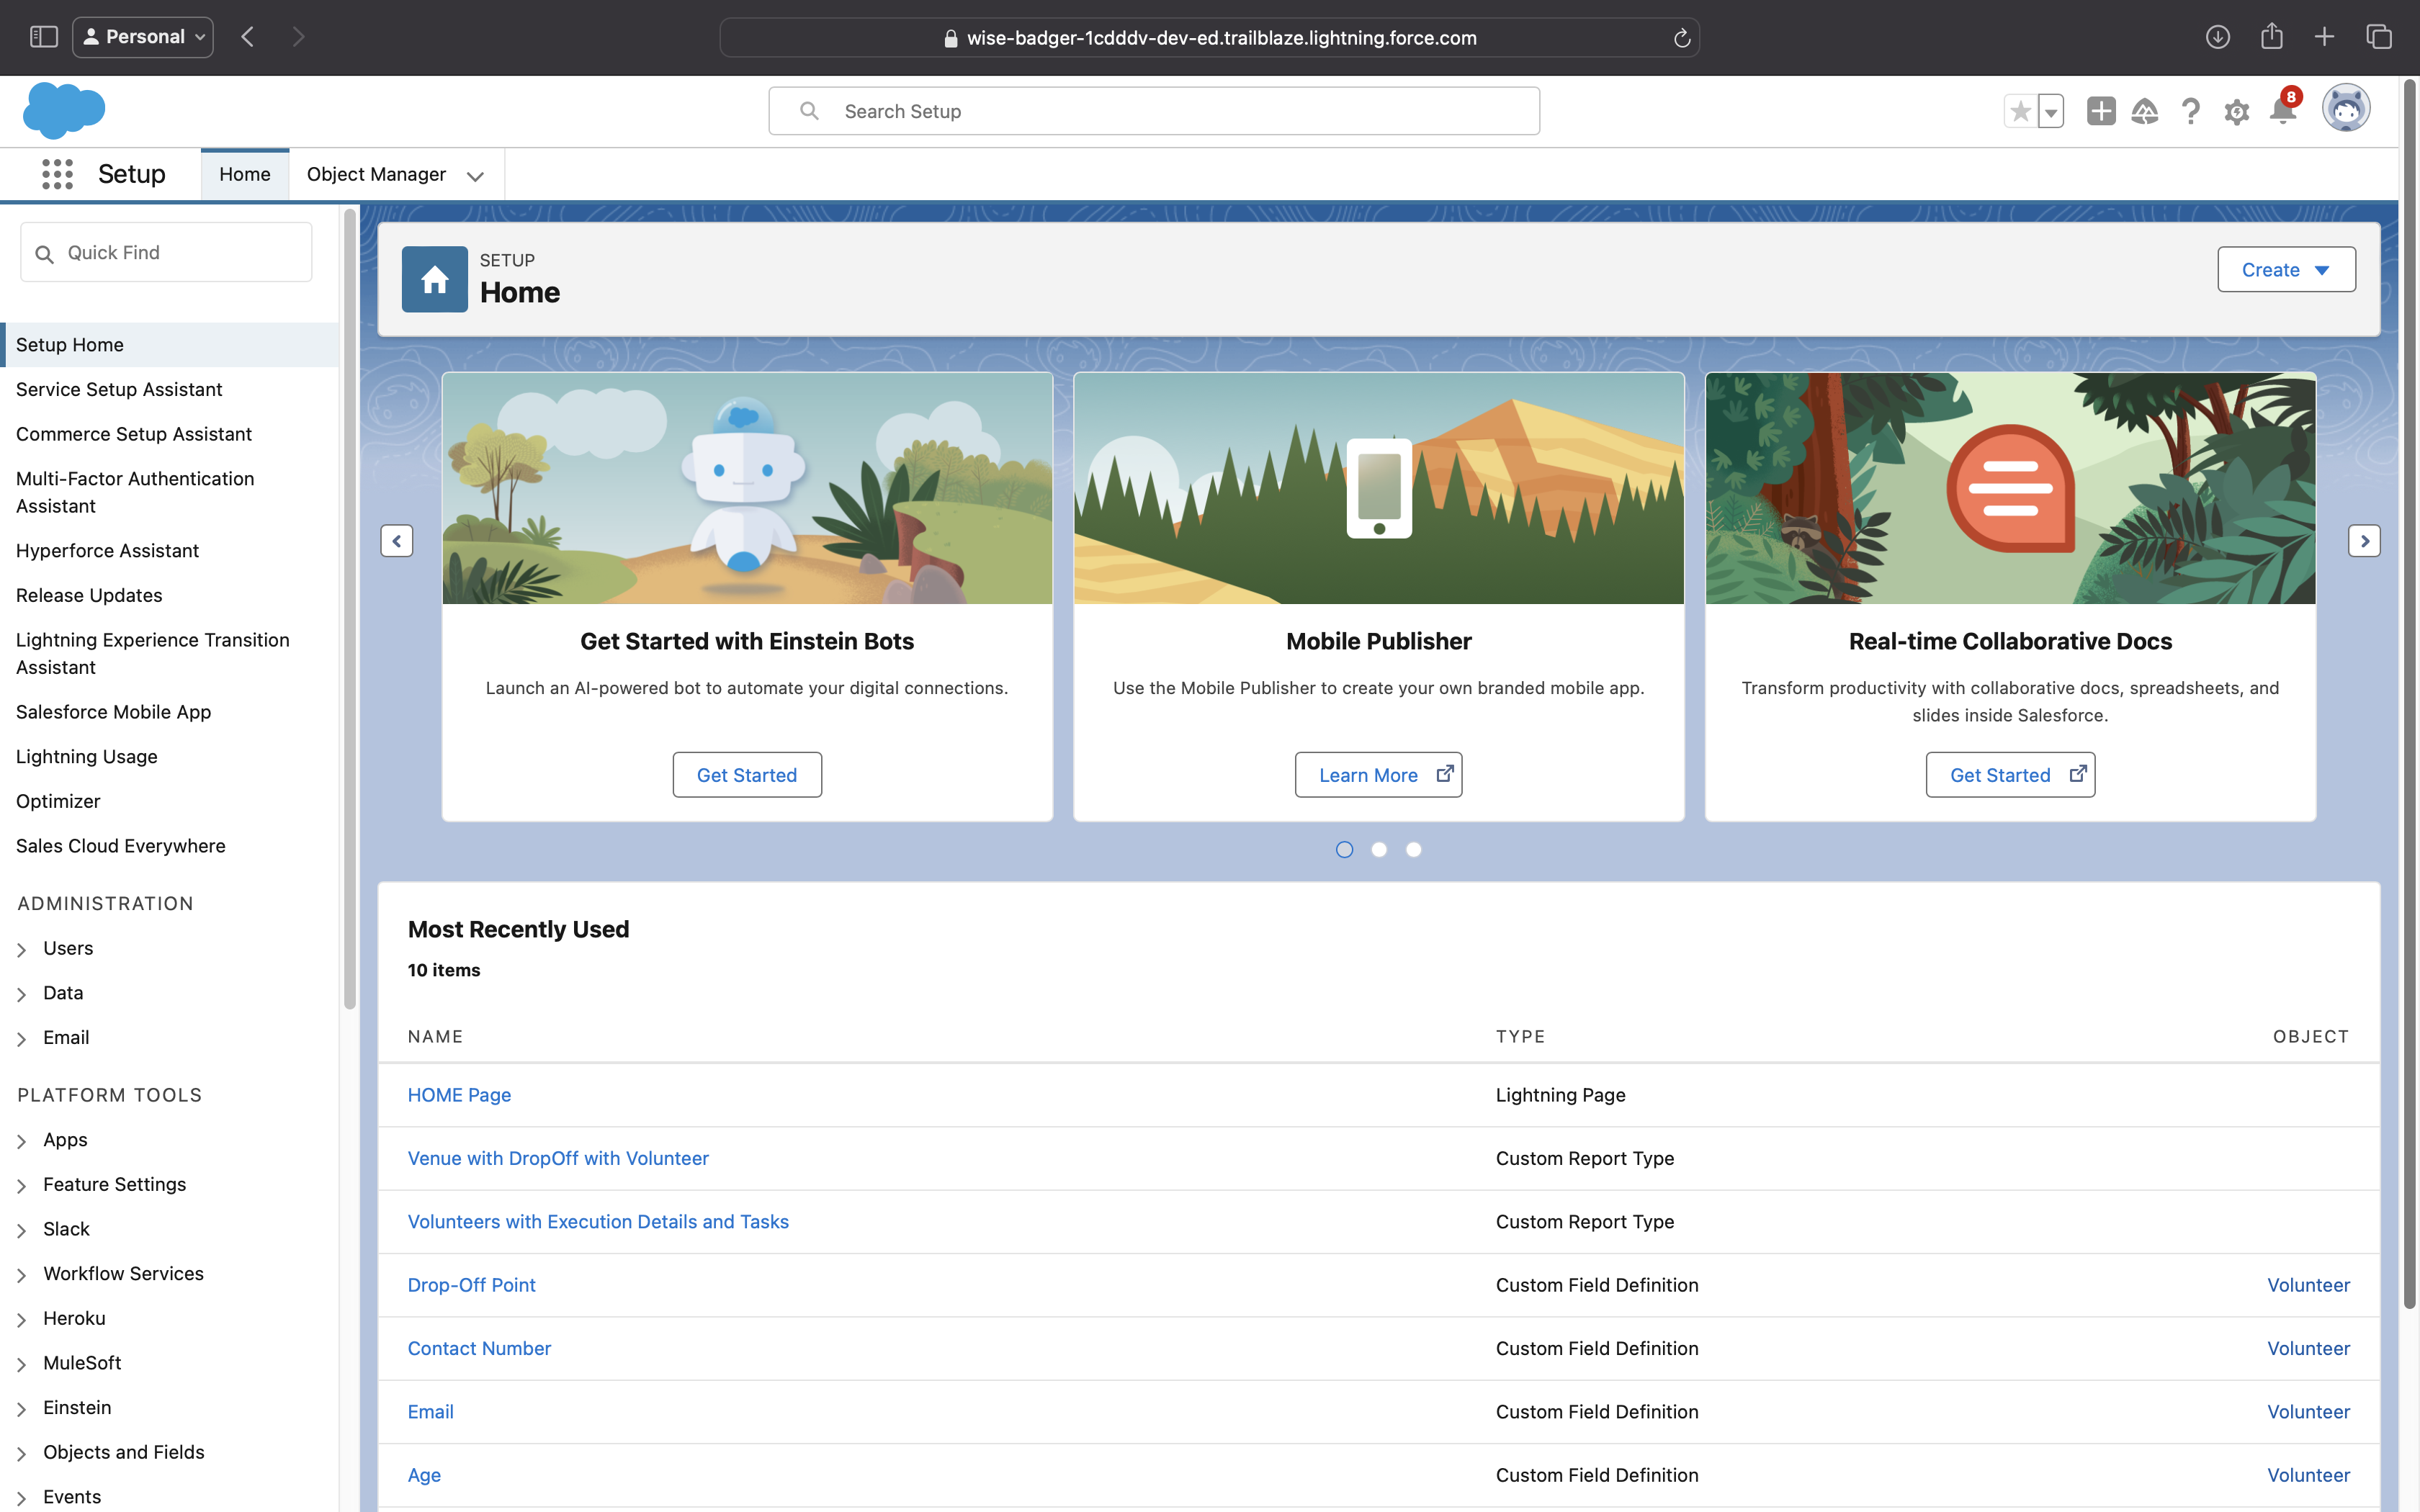 Personal
wise-badger-1cdddv-dev-ed.trailblaze.lightning.force.com
Search Setup
8
Setup
Home
Object Manager
Quick Find
Setup Home
Service Setup Assistant
Commerce Setup Assistant
Multi-Factor Authentication
Assistant
Hyperforce Assistant
Release Updates
Lightning Experience Transition
Assistant
Salesforce Mobile App
Lightning Usage
Optimizer
Sales Cloud Everywhere
ADMINISTRATION
Users
Data
Email
PLATFORM TOOLS
Apps
Feature Settings
Slack
Workflow Services
Heroku
MuleSoft
Einstein
Objects and Fields
Events
SETUP
Home
Create
Get Started with Einstein Bots
Launch an AI-powered bot to automate your digital connections.
Get Started
Mobile Publisher
Use the Mobile Publisher to create your own branded mobile app.
Learn More
Real-time Collaborative Docs
Transform productivity with collaborative docs, spreadsheets, and
slides inside Salesforce.
Get Started
Most Recently Used
10 items
NAME TYPE OBJECT
HOME Page Lightning Page
Venue with DropOff with Volunteer Custom Report Type
Volunteers with Execution Details and Tasks Custom Report Type
Drop-Off Point Custom Field Definition Volunteer
Contact Number Custom Field Definition Volunteer
Email Custom Field Definition Volunteer
Age Custom Field Definition Volunteer